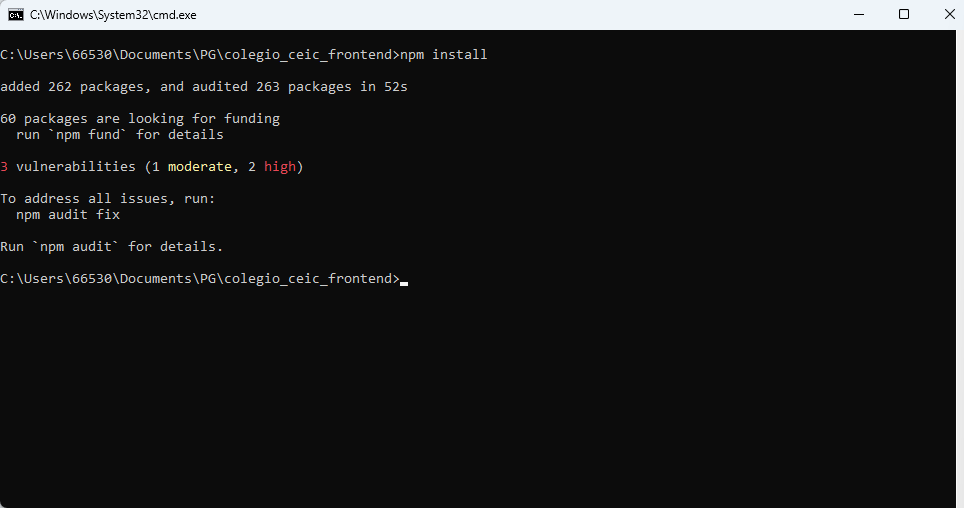 C:\Windows\System32\cmd.exe
C:\Users\66530\Documents\PG\colegio_ceic_frontend>npm install
added 262 packages, and audited 263 packages in 52s
60 packages are looking for funding
  run `npm fund` for details
3 vulnerabilities (1 moderate, 2 high)
To address all issues, run:
  npm audit fix
Run `npm audit` for details.
C:\Users\66530\Documents\PG\colegio_ceic_frontend>